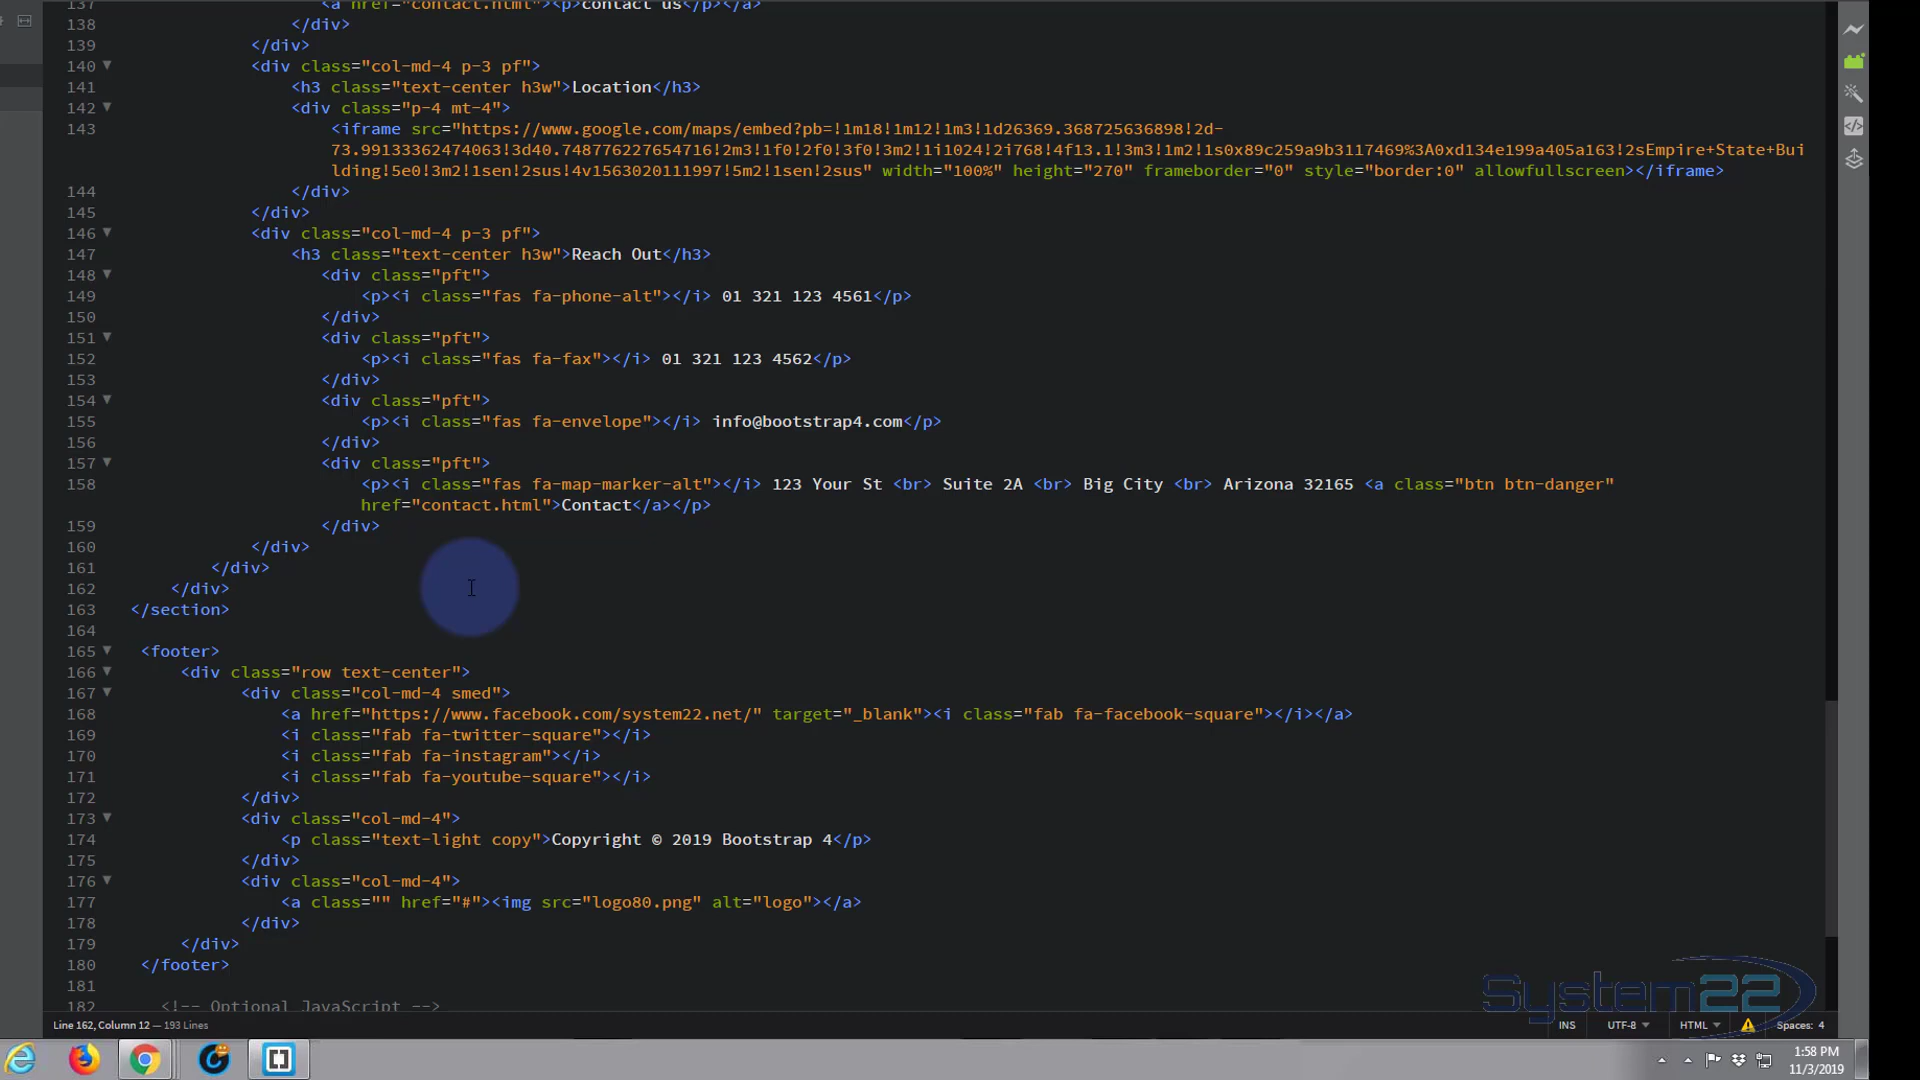 137 <a href="contact.html"><p>contact us</p></a>
138 </div>
139 </div>
140 <div class="col-md-4 p-3 pf">
141 <h3 class="text-center h3w">Location</h3>
142 <div class="p-4 mt-4">
143 <iframe src="https://www.google.com/maps/embed?pb=!1m18!1m12!1m3!1d26369.368725636898!2d-
73.99133362474063!3d40.748776227654716!2m3!1f0!2f0!3f0!3m2!1i1024!2i768!4f13.1!3m3!1m2!1s0x89c259a9b3117469%3A0xd134e199a405a163!2sEmpire+State+Bui
lding!5e0!3m2!1sen!2sus!4v1563020111997!5m2!1sen!2sus" width="100%" height="270" frameborder="0" style="border:0" allowfullscreen></iframe>
144 </div>
145 </div>
146 <div class="col-md-4 p-3 pf">
147 <h3 class="text-center h3w">Reach Out</h3>
148 <div class="pft">
149 <p><i class="fas fa-phone-alt"></i> 01 321 123 4561</p>
150 </div>
151 <div class="pft">
152 <p><i class="fas fa-fax"></i> 01 321 123 4562</p>
153 </div>
154 <div class="pft">
155 <p><i class="fas fa-envelope"></i> info@bootstrap4.com</p>
156 </div>
157 <div class="pft">
158 <p><i class="fas fa-map-marker-alt"></i> 123 Your St <br> Suite 2A <br> Big City <br> Arizona 32165 <a class="btn btn-danger"
href="contact.html">Contact</a></p>
159 </div>
160 </div>
161 </div>
162 </div>
163 </section>
164
165 <footer>
166 <div class="row text-center">
167 <div class="col-md-4 smed">
168 <a href="https://www.facebook.com/system22.net/" target="_blank"><i class="fab fa-facebook-square"></i></a>
169 <i class="fab fa-twitter-square"></i>
170 <i class="fab fa-instagram"></i>
171 <i class="fab fa-youtube-square"></i>
172 </div>
173 <div class="col-md-4">
174 <p class="text-light copy">Copyright © 2019 Bootstrap 4</p>
175 </div>
176 <div class="col-md-4">
177 <a class="" href="#"><img src="logo80.png" alt="logo"></a>
178 </div>
179 </div>
180 </footer>
181
182 <!-- Optional JavaScript -->
System22
Line 162, Column 12 — 193 Lines INS UTF-8 HTML Spaces: 4
1:58 PM
11/3/2019